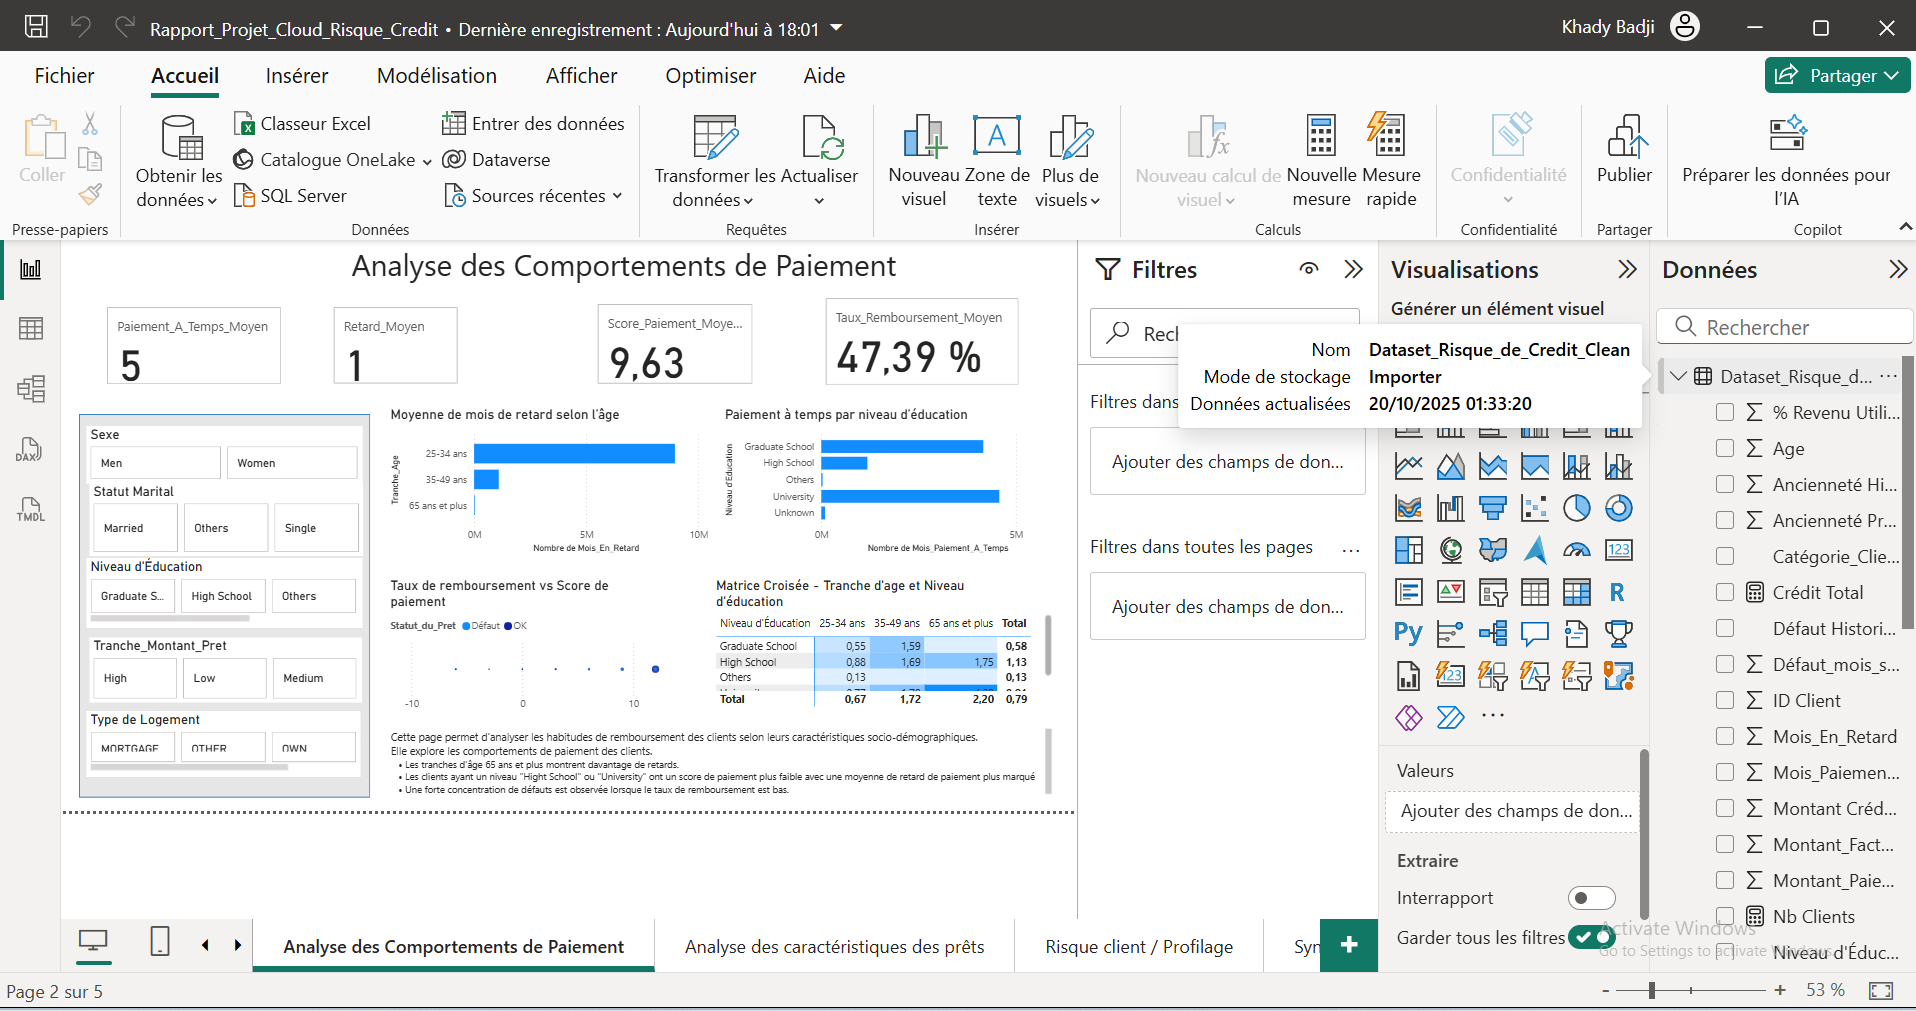 Rapport_Projet_Cloud_Risque_Credit • Dernière enregistrement : Aujourd'hui à 18:01
Khady Badji
Fichier
Accueil
Insérer
Modélisation
Afficher
Optimiser
Aide
Partager
Coller
Presse-papiers
Obtenir les données
Classeur Excel
Catalogue OneLake
SQL Server
Entrer des données
Dataverse
Sources récentes
Données
Transformer les données
Actualiser
Requêtes
Nouveau visuel
Zone de texte
Plus de visuels
Insérer
Nouveau calcul de visuel
Nouvelle mesure
Mesure rapide
Calculs
Confidentialité
Confidentialité
Publier
Partager
Préparer les données pour l'IA
Copilot
Analyse des Comportements de Paiement
Paiement_A_Temps_Moyen
5
Retard_Moyen
1
Score_Paiement_Moye...
9,63
Taux_Remboursement_Moyen
47,39 %
Sexe
Men
Women
Statut Marital
Married
Others
Single
Niveau d'Éducation
Graduate S...
High School
Others
Tranche_Montant_Pret
High
Low
Medium
Type de Logement
MORTGAGE
OTHER
OWN
Moyenne de mois de retard selon l'âge
Tranche_Age
25-34 ans
35-49 ans
65 ans et plus
0M 5M 10M
Nombre de Mois_En_Retard
Paiement à temps par niveau d'éducation
Niveau d'Éducation
Graduate School
High School
Others
University
Unknown
0M 5M
Nombre de Mois_Paiement_A_Temps
Taux de remboursement vs Score de paiement
Statut_du_Pret Défaut OK
-10 0 10
Matrice Croisée - Tranche d'age et Niveau d'éducation
Niveau d'Éducation 25-34 ans 35-49 ans 65 ans et plus Total
Graduate School 0,55 1,59 0,58
High School 0,88 1,69 1,75 1,13
Others 0,13 0,13
Total 0,67 1,72 2,20 0,79
Cette page permet d'analyser les habitudes de remboursement des clients selon leurs caractéristiques socio-démographiques.
Elle explore les comportements de paiement des clients.
• Les tranches d'âge 65 ans et plus montrent davantage de retards.
• Les clients ayant un niveau "Hight School" ou "University" ont un score de paiement plus faible avec une moyenne de retard de paiement plus marqué
• Une forte concentration de défauts est observée lorsque le taux de remboursement est bas.
Filtres
Rech
Filtres dans
Ajouter des champs de don...
Filtres dans toutes les pages ...
Ajouter des champs de don...
Nom Dataset_Risque_de_Credit_Clean
Mode de stockage Importer
Données actualisées 20/10/2025 01:33:20
Visualisations
Générer un élément visuel
Valeurs
Ajouter des champs de don...
Extraire
Interrapport
Garder tous les filtres
Données
Rechercher
Dataset_Risque_d... ...
% Revenu Utili...
Age
Ancienneté Hi...
Ancienneté Pr...
Catégorie_Clie...
Crédit Total
Défaut Histori...
Défaut_mois_s...
ID Client
Mois_En_Retard
Mois_Paiemen...
Montant Créd...
Montant_Fact...
Montant_Paie...
Nb Clients
Niveau d'Éduc...
Activate Windows
Go to Settings to activate Windows.
DAX
TMDL
123
R
Py
123
Analyse des Comportements de Paiement
Analyse des caractéristiques des prêts
Risque client / Profilage
Syn
+
Page 2 sur 5
- + 53 %